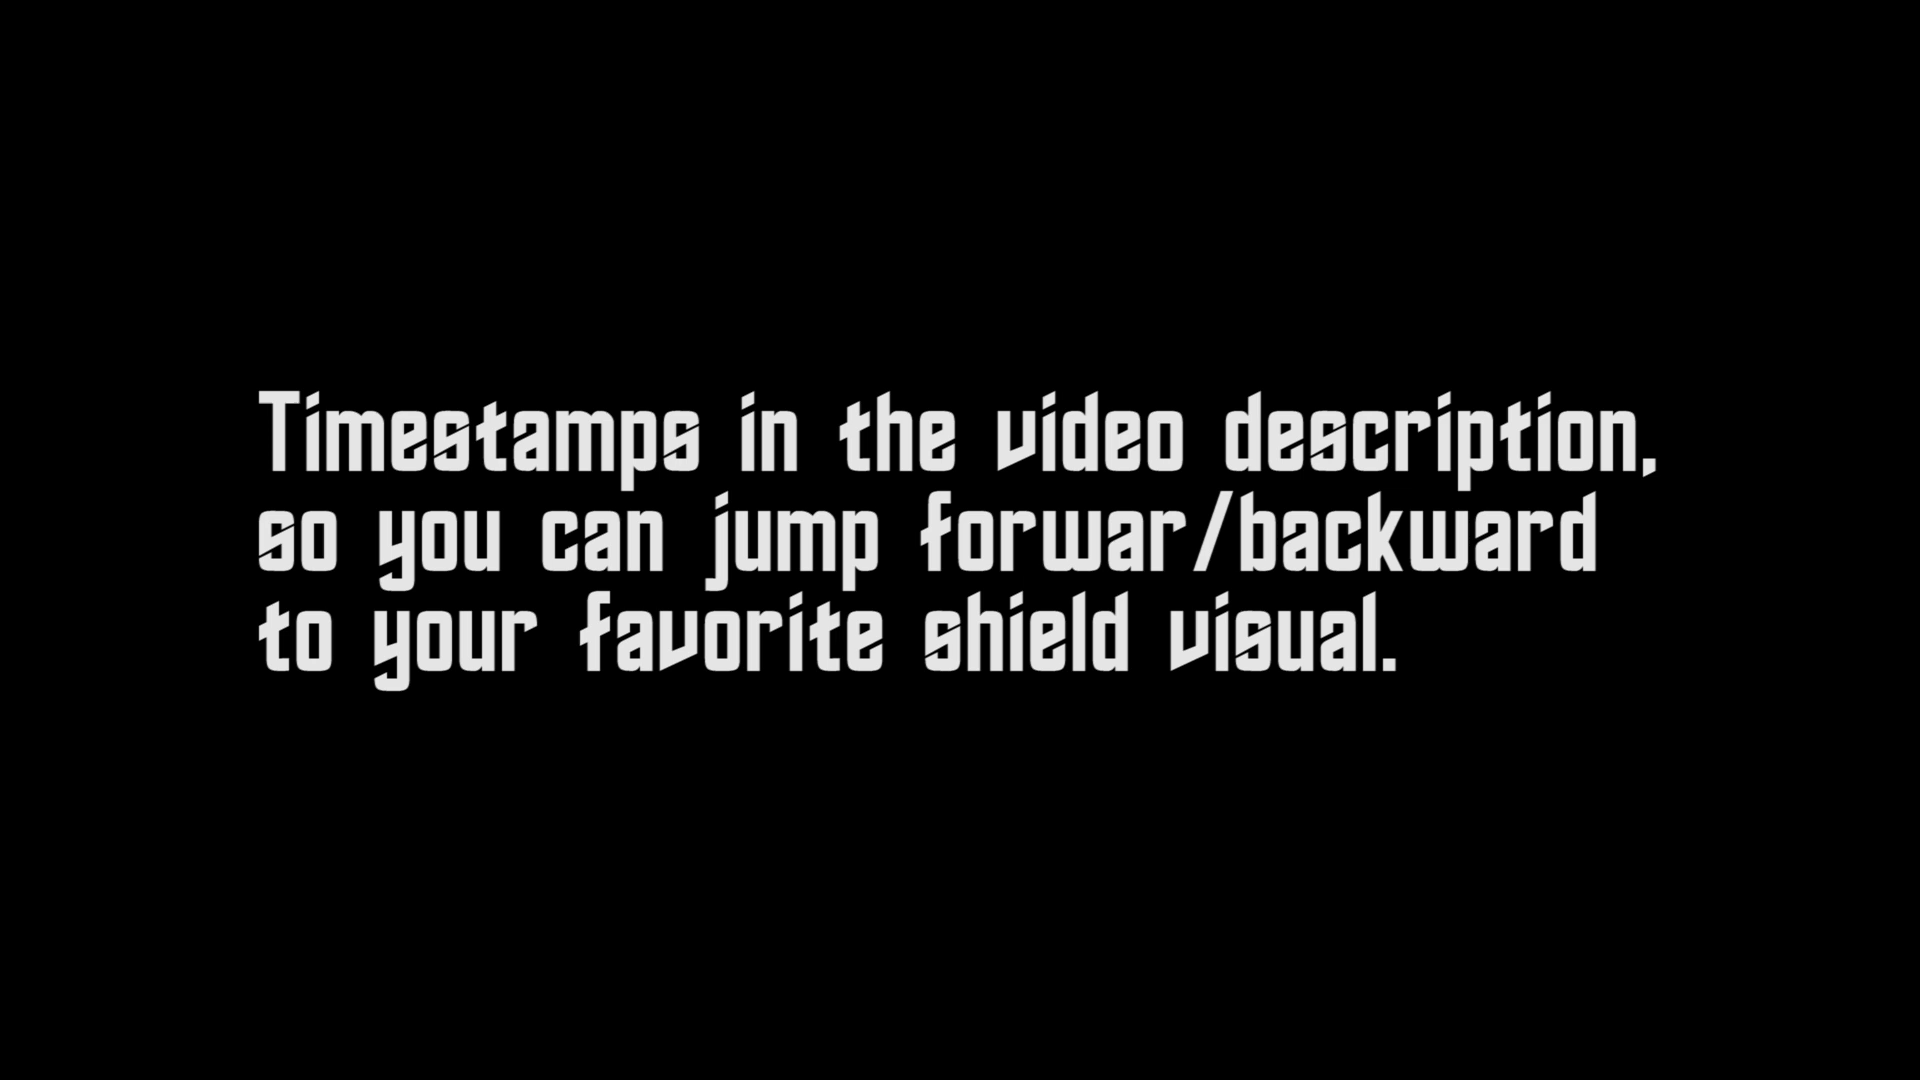 Timestamps in the video description,
so you can jump forwar/backward
to your favorite shield visual.